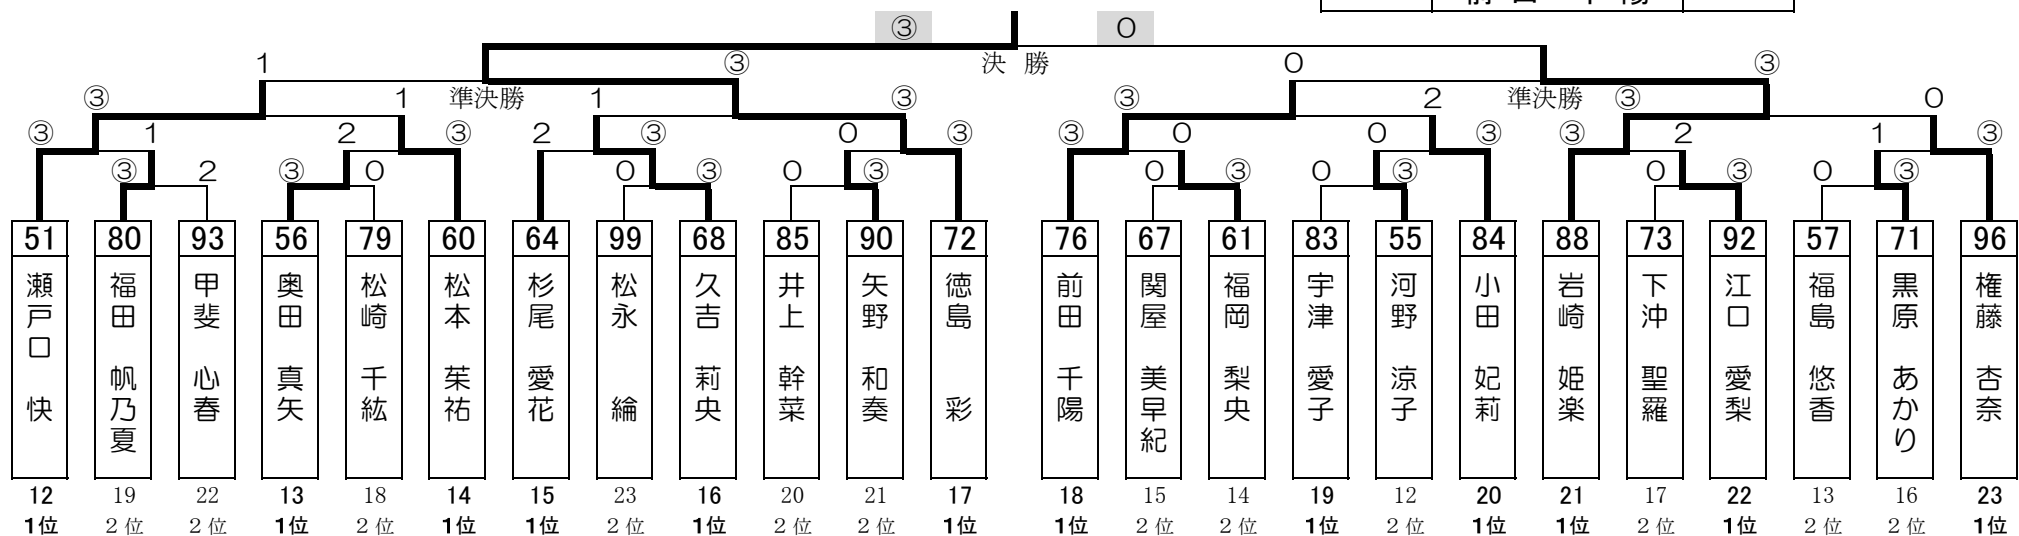 ③ 0
1 ③ 決 勝 0 ③
③ 1 準決勝 1 ③ ③ 2 準決勝 ③ 0
③ 1 2 ③ 2 ③ 0 ③ ③ 0 0 ③ ③ 2 1 ③
③ 2 ③ 0 0 ③ 0 ③ 0 ③ 0 ③ 0 ③ 0 ③
51 80 93 56 79 60 64 99 68 85 90 72 76 67 61 83 55 84 88 73 92 57 71 96
瀬戸口 快
福田 帆乃夏
甲斐 心春
奥田 真矢
松崎 千紘
松本 茱祐
杉尾 愛花
松永 綸
久吉 莉央
井上 幹菜
矢野 和奏
徳島 彩
前田 千陽
関屋 美早紀
福岡 梨央
宇津 愛子
河野 涼子
小田 妃莉
岩崎 姫楽
下沖 聖羅
江口 愛梨
福島 悠香
黒原 あかり
権藤 杏奈
12 19 22 13 18 14 15 23 16 20 21 17 18 15 14 19 12 20 21 17 22 13 16 23
1位 2位 2位 1位 2位 1位 1位 2位 1位 2位 2位 1位 1位 2位 2位 1位 2位 1位 1位 2位 1位 2位 2位 1位